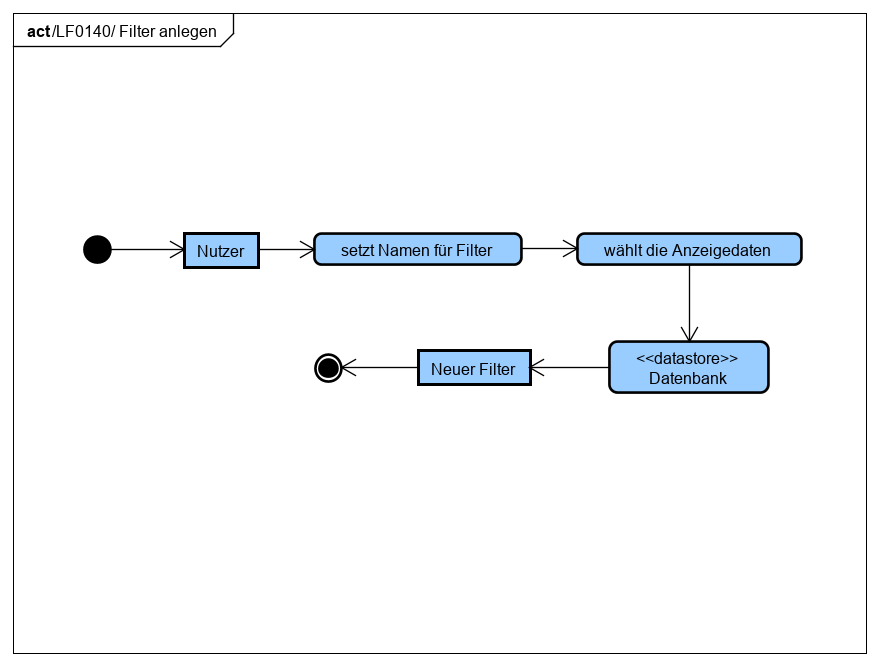 act/LF0140/ Filter anlegen
Nutzer
setzt Namen für Filter
wählt die Anzeigedaten
<<datastore>>
Datenbank
Neuer Filter